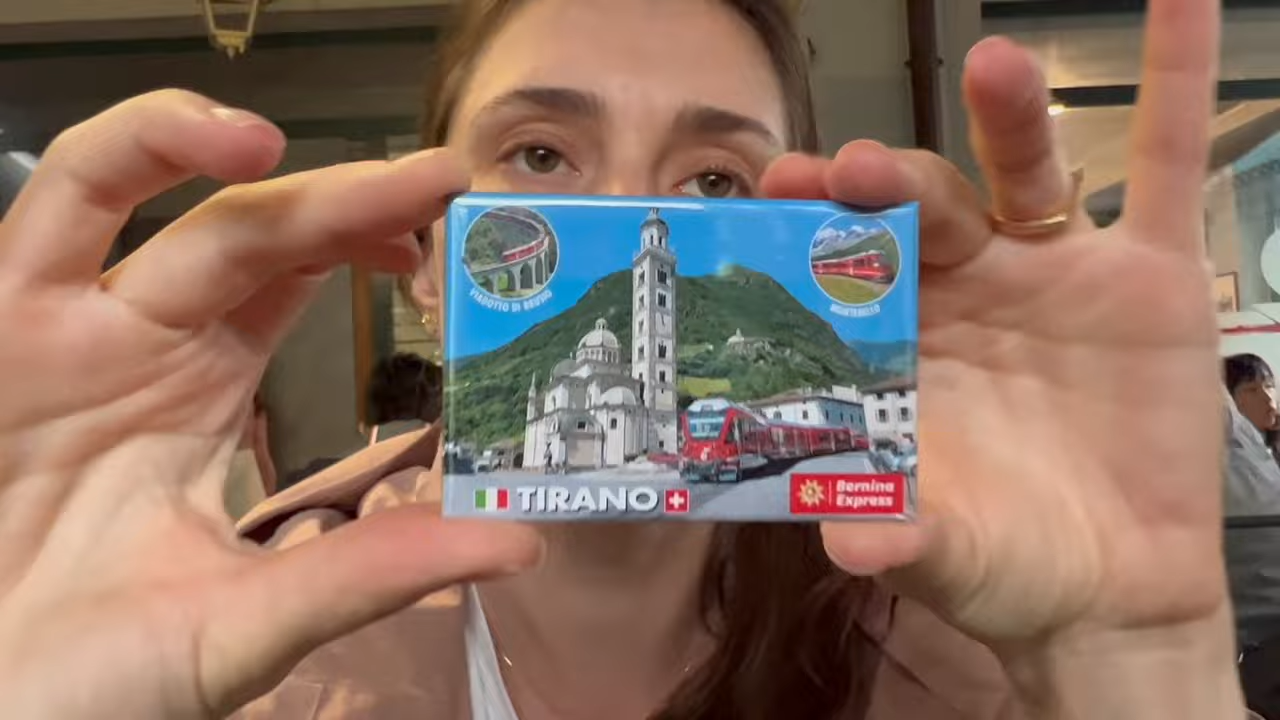 VIADOTTO DI BRUSIO
MONTEBELLO
TIRANO
Bernina
Express